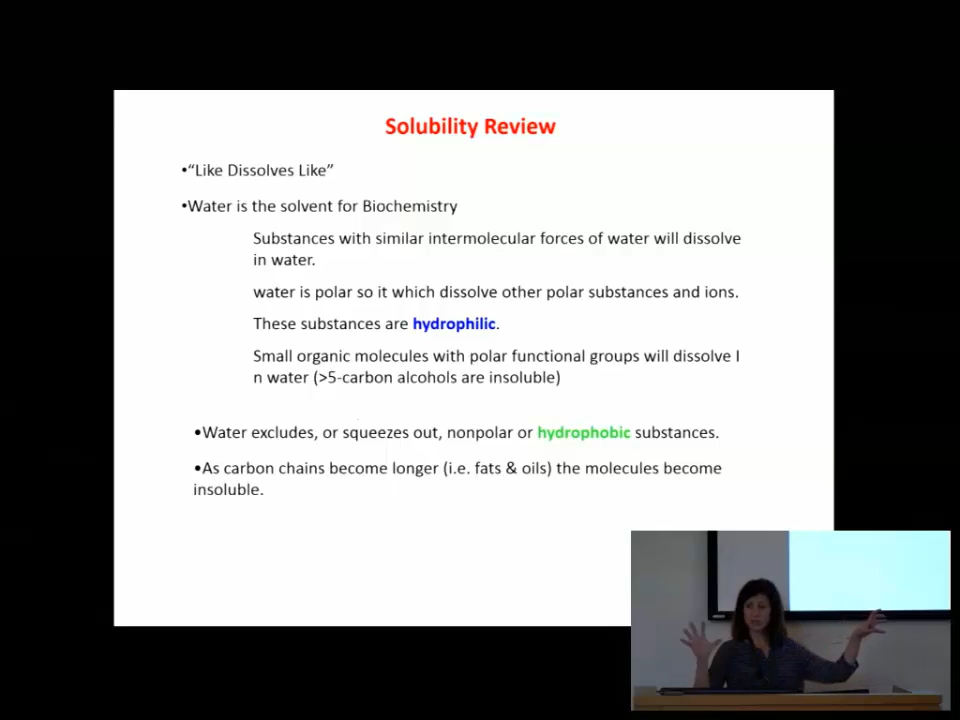 Solubility Review
•“Like Dissolves Like”
•Water is the solvent for Biochemistry
Substances with similar intermolecular forces of water will dissolve
in water.
water is polar so it which dissolve other polar substances and ions.
These substances are hydrophilic.
Small organic molecules with polar functional groups will dissolve I
n water (>5-carbon alcohols are insoluble)
•Water excludes, or squeezes out, nonpolar or hydrophobic substances.
•As carbon chains become longer (i.e. fats & oils) the molecules become
insoluble.